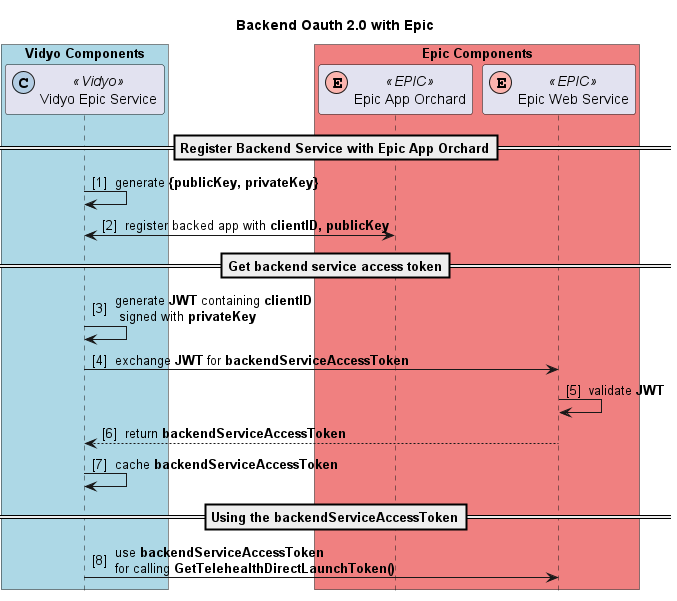 Backend Oauth 2.0 with Epic
Vidyo Components
Epic Components
C
«Vidyo»
Vidyo Epic Service
E
«EPIC»
Epic App Orchard
E
«EPIC»
Epic Web Service
Register Backend Service with Epic App Orchard
[1] generate {publicKey, privateKey}
[2] register backed app with clientID, publicKey
Get backend service access token
[3] generate JWT containing clientID
signed with privateKey
[4] exchange JWT for backendServiceAccessToken
[5] validate JWT
[6] return backendServiceAccessToken
[7] cache backendServiceAccessToken
Using the backendServiceAccessToken
[8] use backendServiceAccessToken
for calling GetTelehealthDirectLaunchToken()